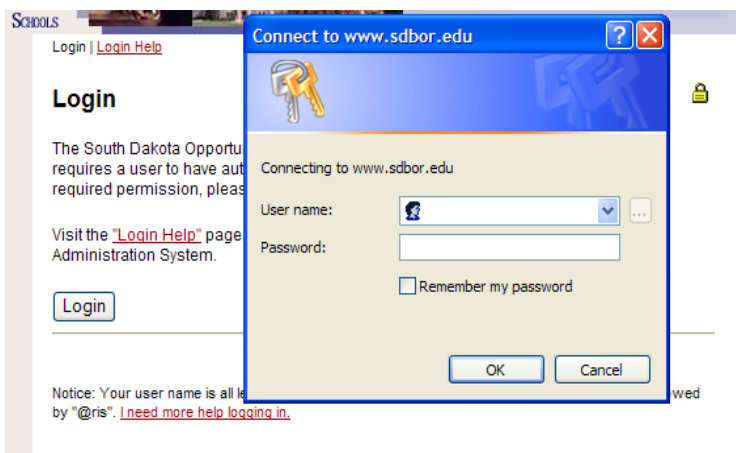 SCHOOLS
Login | Login Help
Connect to www.sdbor.edu
Login
The South Dakota Opportu
requires a user to have aut
required permission, pleas
Connecting to www.sdbor.edu
User name:
...
Visit the "Login Help" page
Administration System.
Password:
Remember my password
Login
OK
Cancel
Notice: Your user name is all le
wed
by "@ris". I need more help logging in.